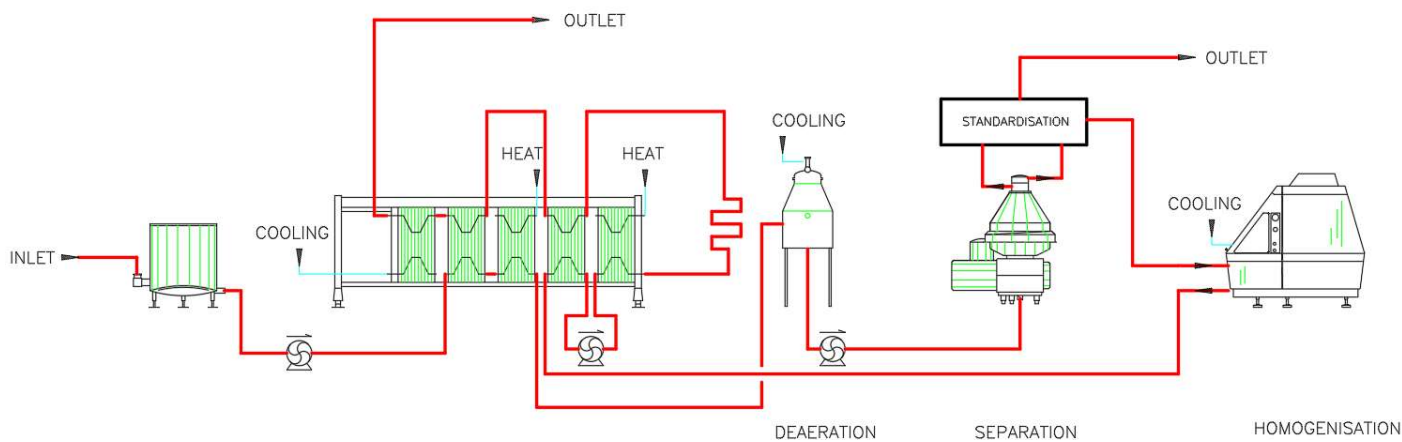 OUTLET
OUTLET
COOLING
STANDARDISATION
HEAT
HEAT
COOLING
COOLING
INLET
DEAERATION
SEPARATION
HOMOGENISATION